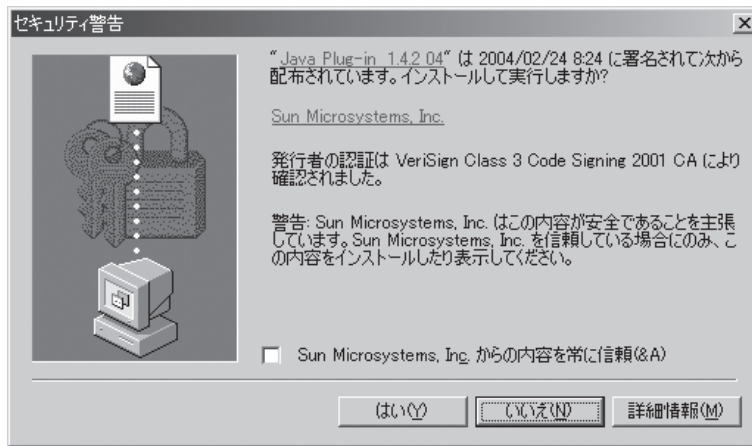 セキュリティ警告
"Java Plug-in 1.4.2 04" は 2004/02/24 8:24 に署名されて次から
配布されています。インストールして実行しますか?
Sun Microsystems, Inc.
発行者の認証は VeriSign Class 3 Code Signing 2001 CA により
確認されました。
警告: Sun Microsystems, Inc. はこの内容が安全であることを主張
しています。Sun Microsystems, Inc. を信頼している場合にのみ、こ
の内容をインストールしたり表示してください。
Sun Microsystems, Inc. からの内容を常に信頼(&A)
はい(Y)
いいえ(N)
詳細情報(M)